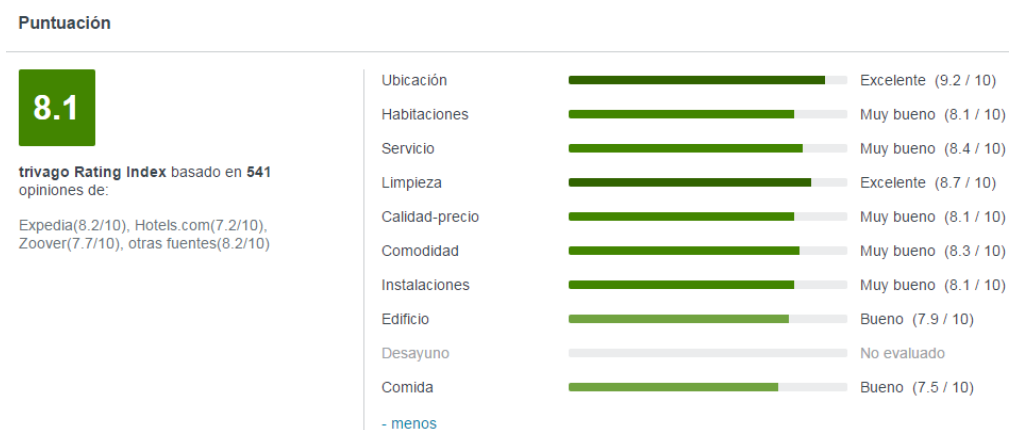 Puntuación
8.1
trivago Rating Index basado en 541
opiniones de:
Expedia(8.2/10), Hotels.com(7.2/10),
Zoover(7.7/10), otras fuentes(8.2/10)
Ubicación Excelente (9.2 / 10)
Habitaciones Muy bueno (8.1 / 10)
Servicio Muy bueno (8.4 / 10)
Limpieza Excelente (8.7 / 10)
Calidad-precio Muy bueno (8.1 / 10)
Comodidad Muy bueno (8.3 / 10)
Instalaciones Muy bueno (8.1 / 10)
Edificio Bueno (7.9 / 10)
Desayuno No evaluado
Comida Bueno (7.5 / 10)
- menos